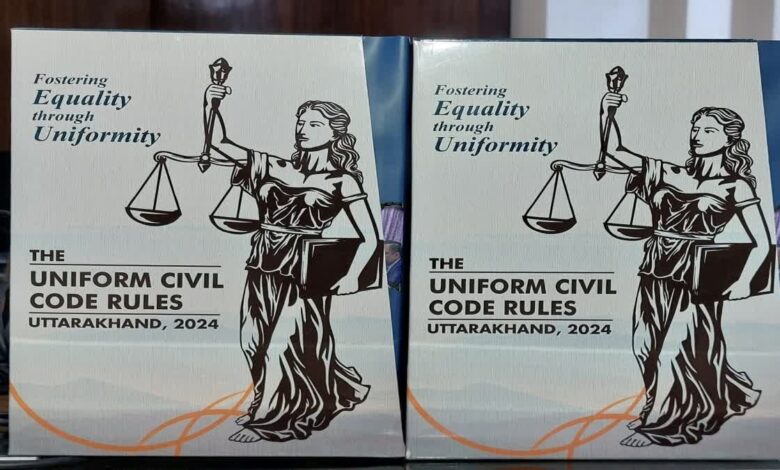 Fostering
Equality
through
Uniformity
THE
UNIFORM CIVIL
CODE RULES
UTTARAKHAND, 2024
Fostering
Equality
through
Uniformity
THE
UNIFORM CIVIL
CODE RULES
UTTARAKHAND, 2024